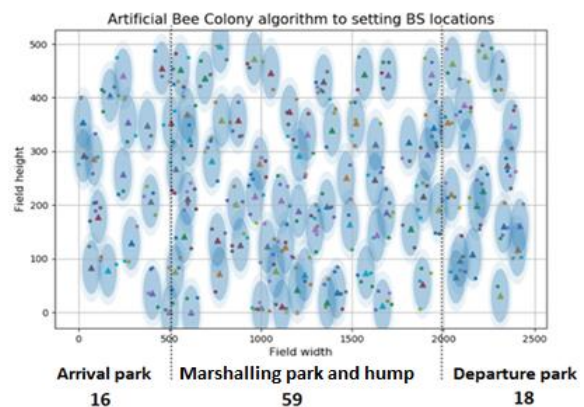 Artificial Bee Colony algorithm to setting BS locations
500
400
300
200
100
0
Field height
0 500 1000 1500 2000 2500
Field width
Arrival park Marshalling park and hump Departure park
16 59 18